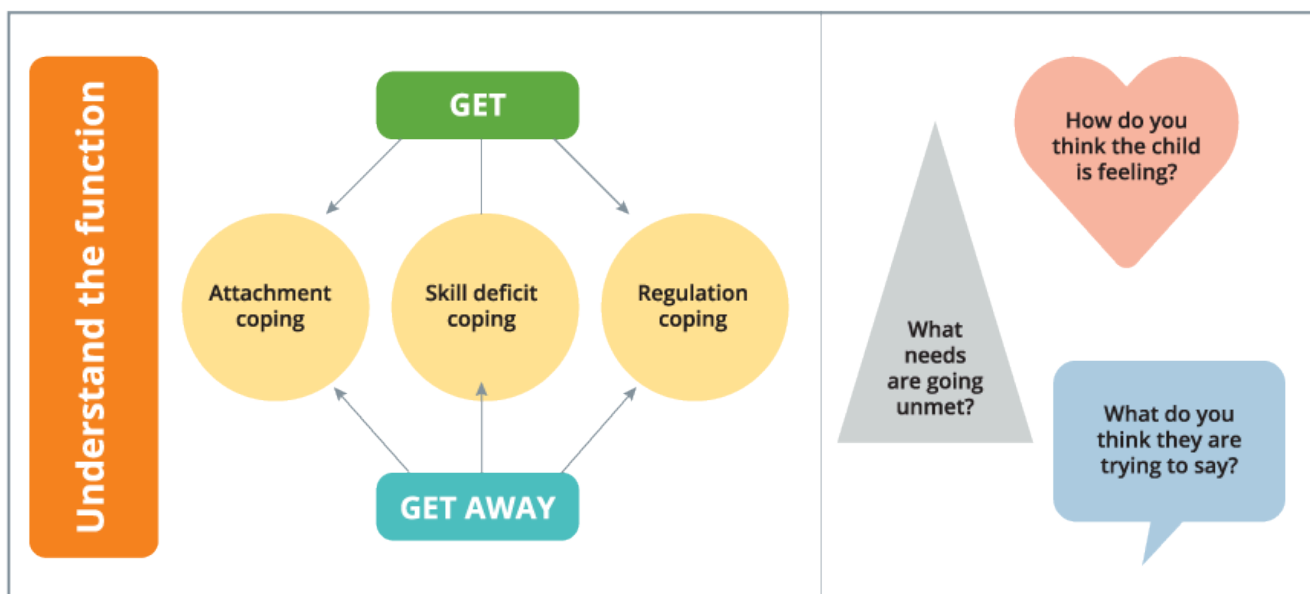 Understand the function
GET
Attachment
coping
Skill deficit
coping
Regulation
coping
GET AWAY
How do you
think the child
is feeling?
What
needs
are going
unmet?
What do you
think they are
trying to say?